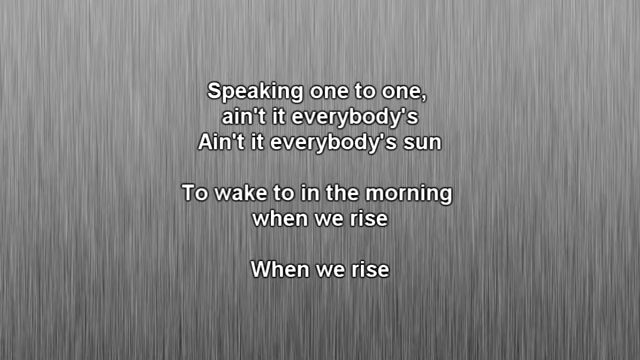 Speaking one to one,
ain't it everybody's
Ain't it everybody's sun
To wake to in the morning
when we rise
When we rise